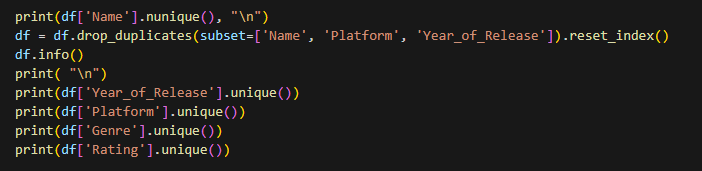 print(df['Name'].nunique(), "\n")
df = df.drop_duplicates(subset=['Name', 'Platform', 'Year_of_Release']).reset_index()
df.info()
print( "\n")
print(df['Year_of_Release'].unique())
print(df['Platform'].unique())
print(df['Genre'].unique())
print(df['Rating'].unique())